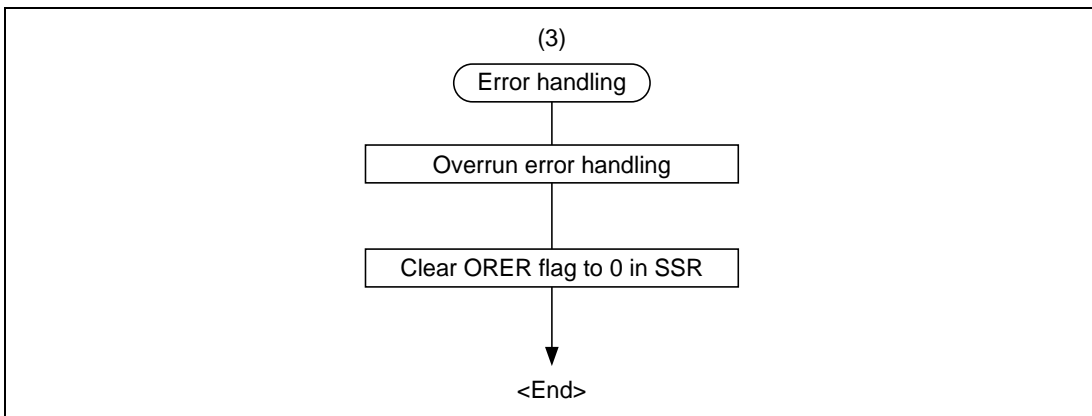 (3)
Error handling
Overrun error handling
Clear ORER flag to 0 in SSR
<End>